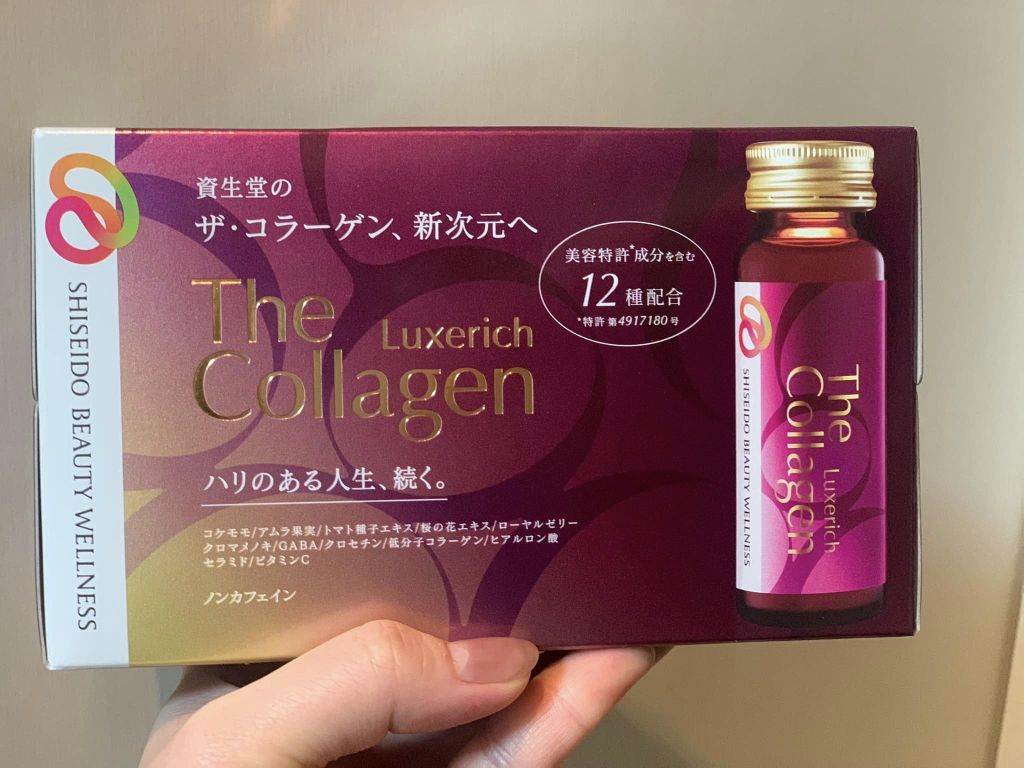 SHISEIDO BEAUTY WELLNESS
資生堂の
ザ・コラーゲン、新次元へ
The
Luxerich
Collagen
美容特許*成分を含む
12種配合
*特許 第4917180号
ハリのある人生、続く。
コケモモ/アムラ果実/トマト種子エキス/桜の花エキス/ローヤルゼリー
クロマメノキ/GABA/クロセチン/低分子コラーゲン/ヒアルロン酸
セラミド/ビタミンC
ノンカフェイン
The
Luxerich
Collagen
SHISEIDO BEAUTY WELLNESS